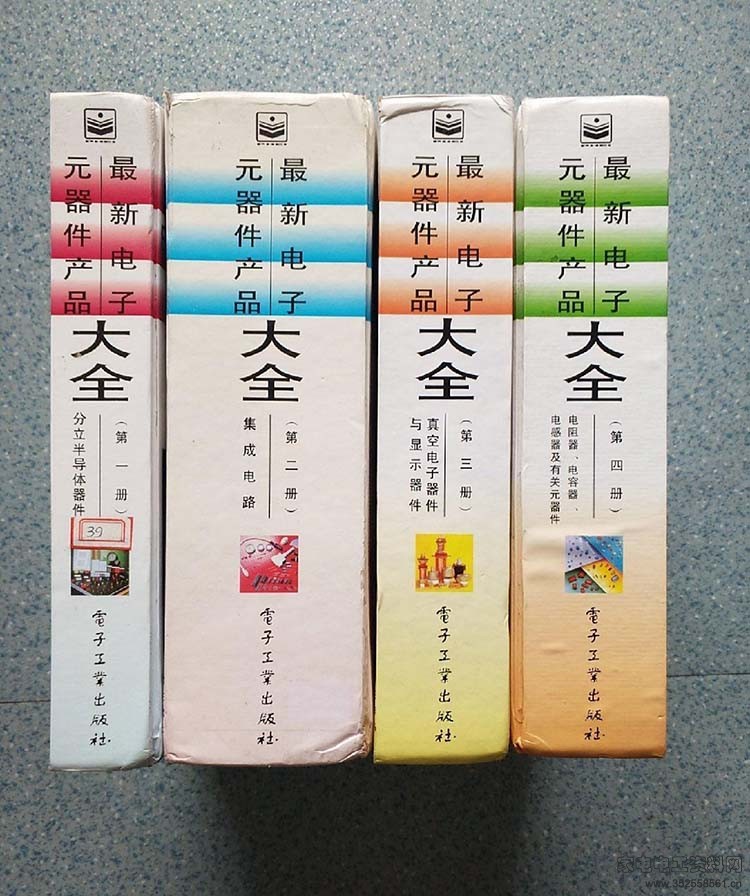 最新电子
元器件产品
大全
（第一册）
分立半导体器件
39
電子工業出版社
最新电子
元器件产品
大全
（第二册）
集成电路
電子工業出版社
最新电子
元器件产品
大全
（第三册）
真空电子器件
与显示器件
電子工業出版社
最新电子
元器件产品
大全
（第四册）
电阻器、电容器、
电感器及有关元器件
電子工業出版社
www.352558561.cn